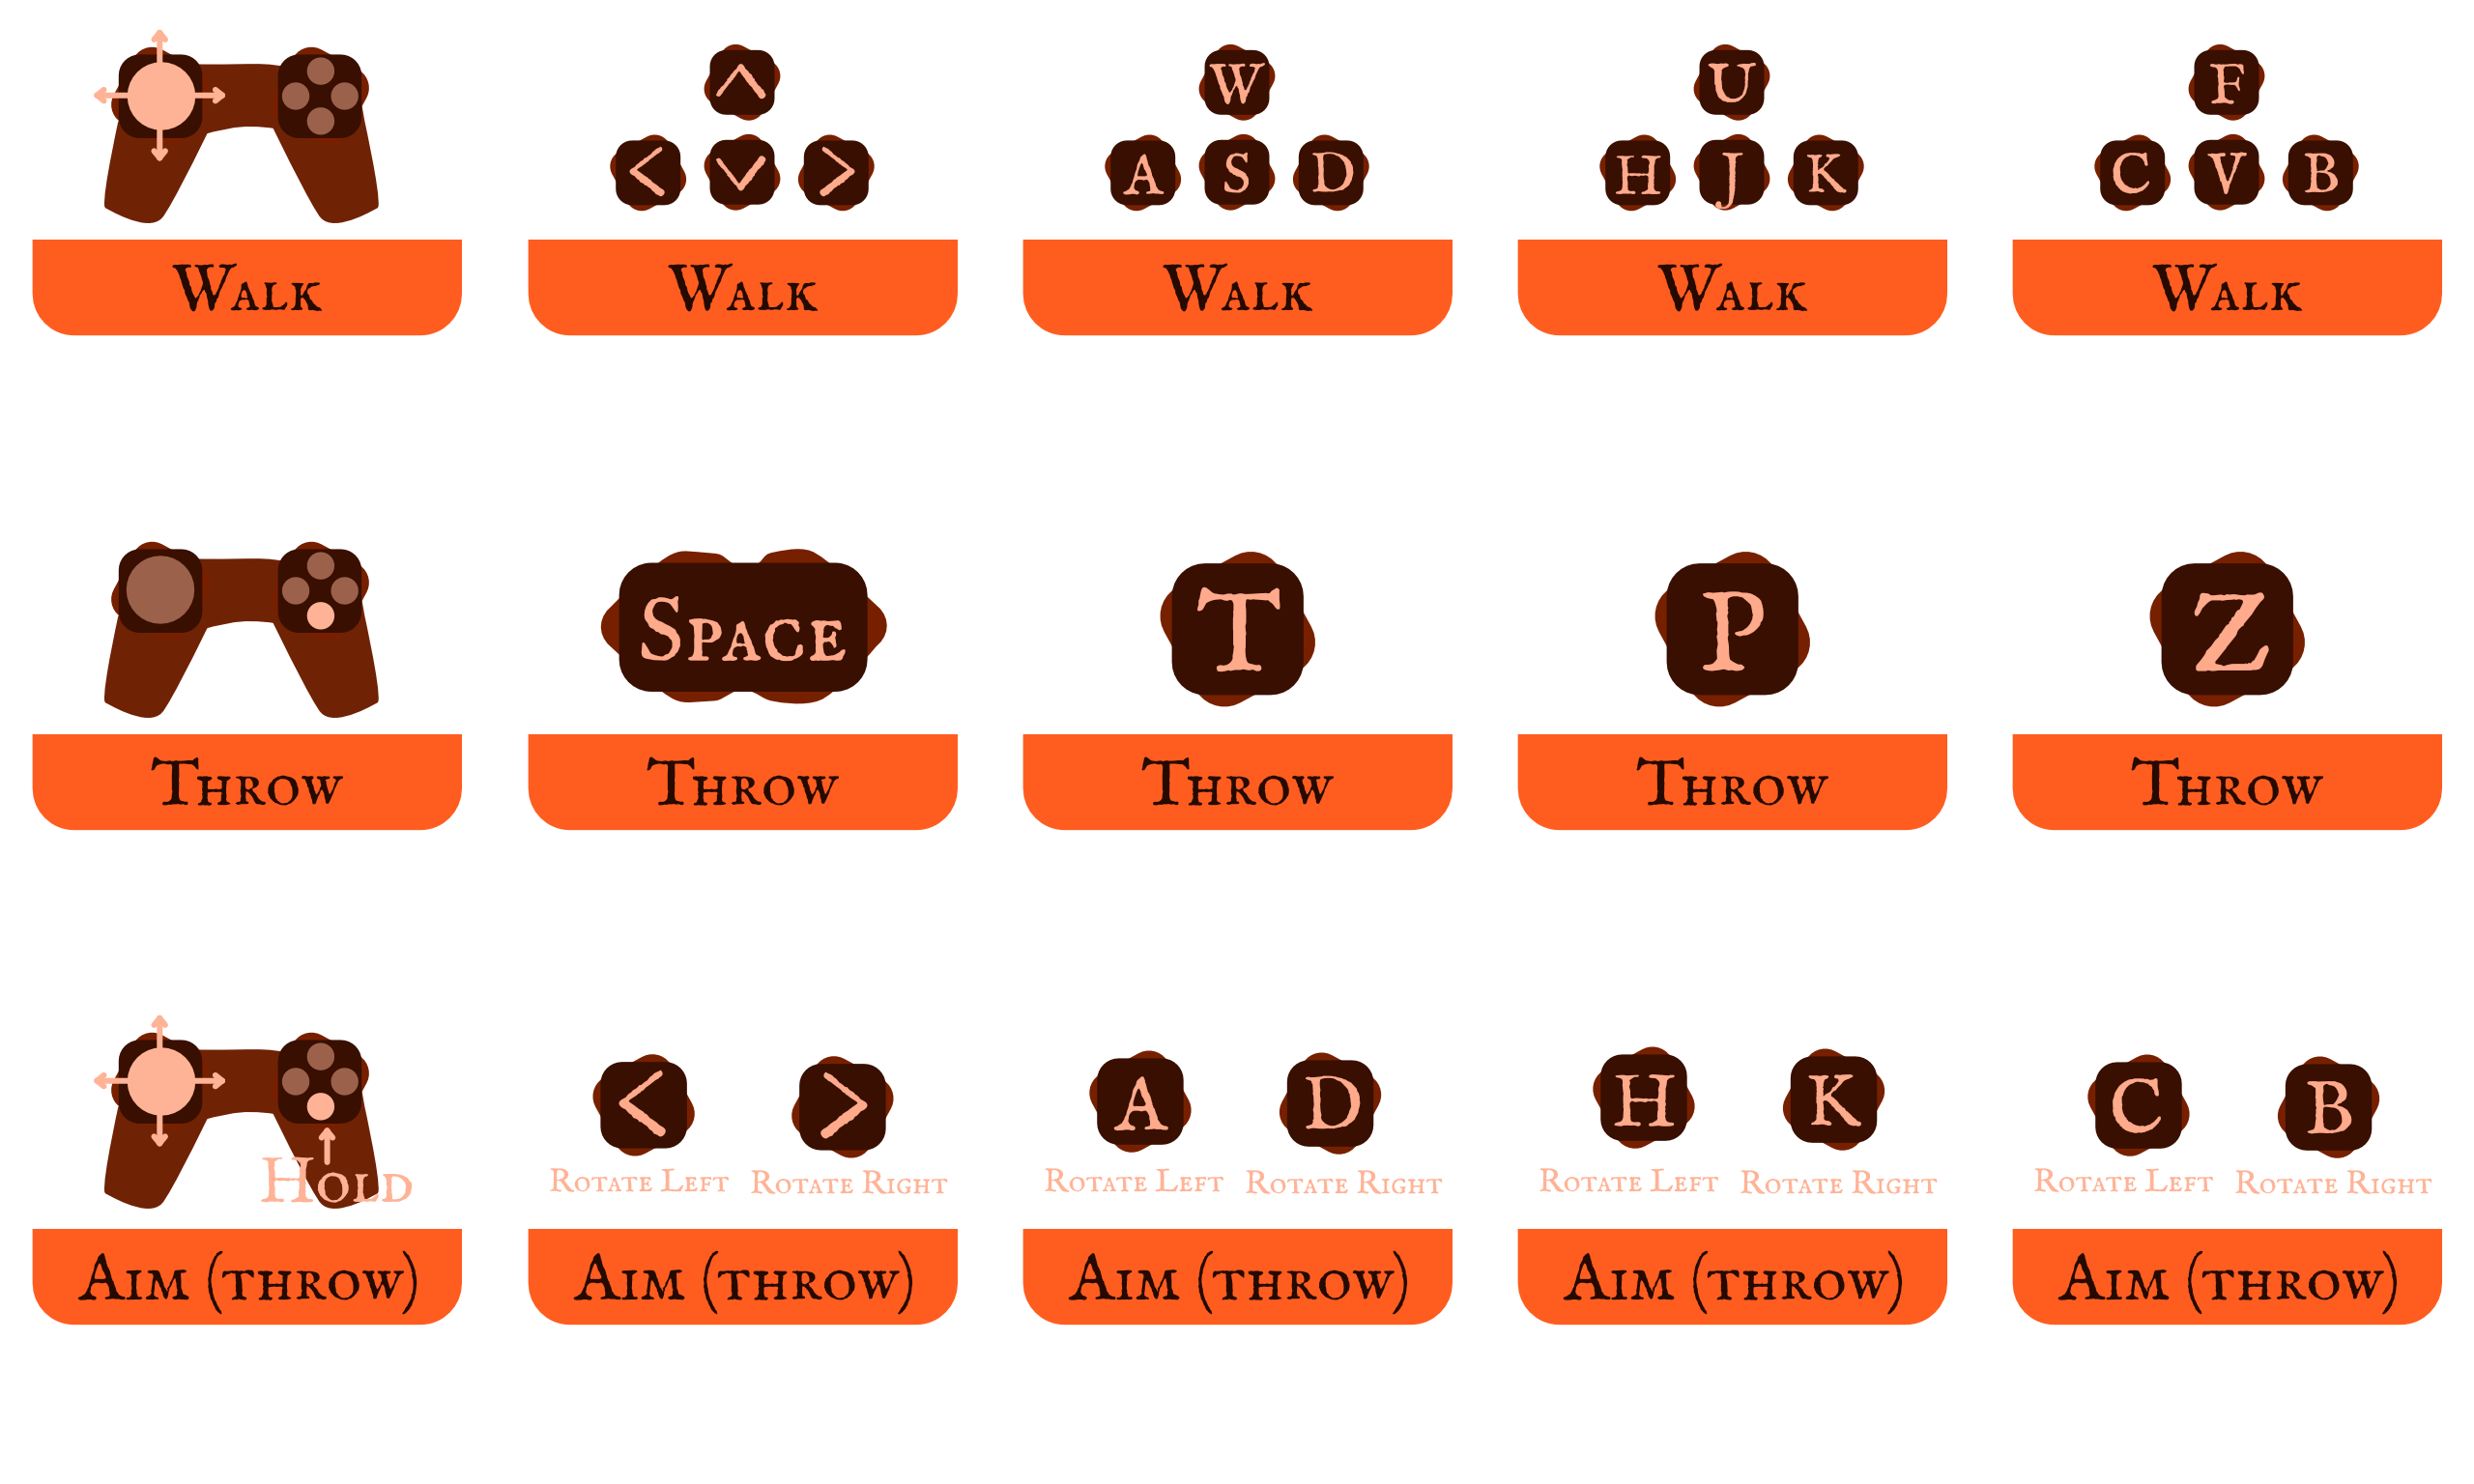 W U F
A S D H J K C V B
Walk Walk Walk Walk Walk
Space T P Z
Throw Throw Throw Throw Throw
A D H K C B
Hold Rotate Left Rotate Right Rotate Left Rotate Right Rotate Left Rotate Right Rotate Left Rotate Right
Aim (throw) Aim (throw) Aim (throw) Aim (throw) Aim (throw)